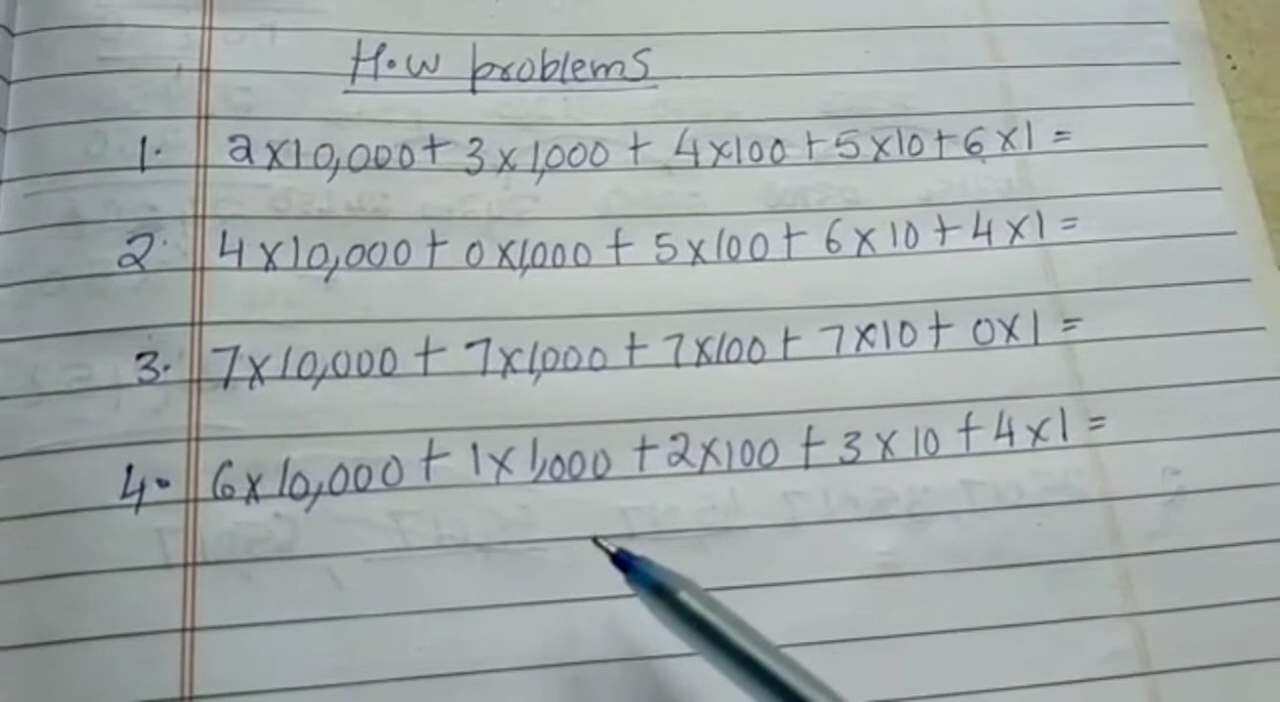 H.W problems
1. 2x10,000+ 3x1,000 + 4x100+5x10+6x1=
2. 4x10,000+ 0x1,000 + 5x100+ 6x10+4x1=
3. 7x10,000+ 7x1,000+7x100+ 7x10+ 0x1=
4. 6x10,000+ 1x1,000 +2x100 +3x10 +4x1=